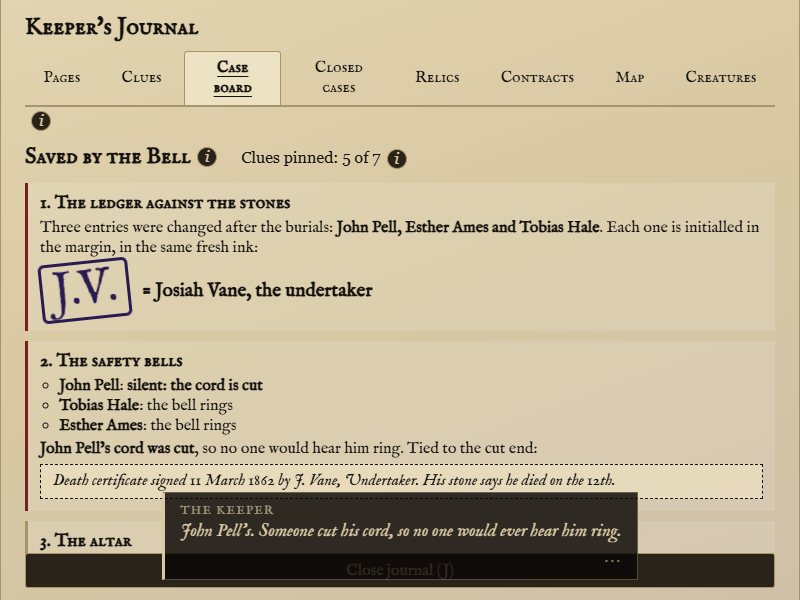 Keeper's Journal
Pages
Clues
Case board
Closed cases
Relics
Contracts
Map
Creatures
Saved by the Bell
Clues pinned: 5 of 7
1. The ledger against the stones
Three entries were changed after the burials: John Pell, Esther Ames and Tobias Hale. Each one is initialled in
the margin, in the same fresh ink:
J.V. = Josiah Vane, the undertaker
2. The safety bells
John Pell: silent: the cord is cut
Tobias Hale: the bell rings
Esther Ames: the bell rings
John Pell's cord was cut, so no one would hear him ring. Tied to the cut end:
Death certificate signed 11 March 1862 by J. Vane, Undertaker. His stone says he died on the 12th.
3. The altar
The Keeper
John Pell's. Someone cut his cord, so no one would ever hear him ring.
...
Close journal (J)